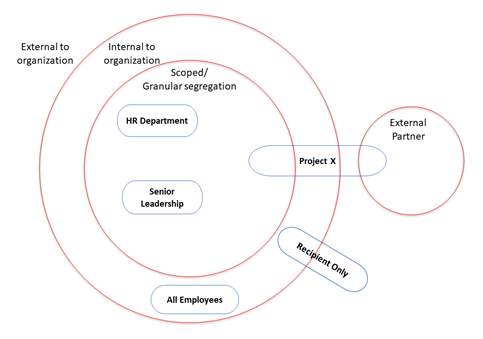 External to
organization
Internal to
organization
Scoped/
Granular segregation
HR Department
External
Partner
Project X
Senior
Leadership
Recipient Only
All Employees